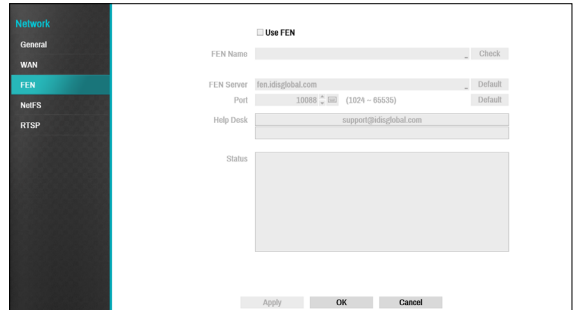 Network
General
WAN
FEN
NetFS
RTSP
Use FEN
FEN Name
Check
FEN Server fen.idisglobal.com Default
Port 10088 (1024 ~ 65535) Default
Help Desk support@idisglobal.com
Status
Apply OK Cancel